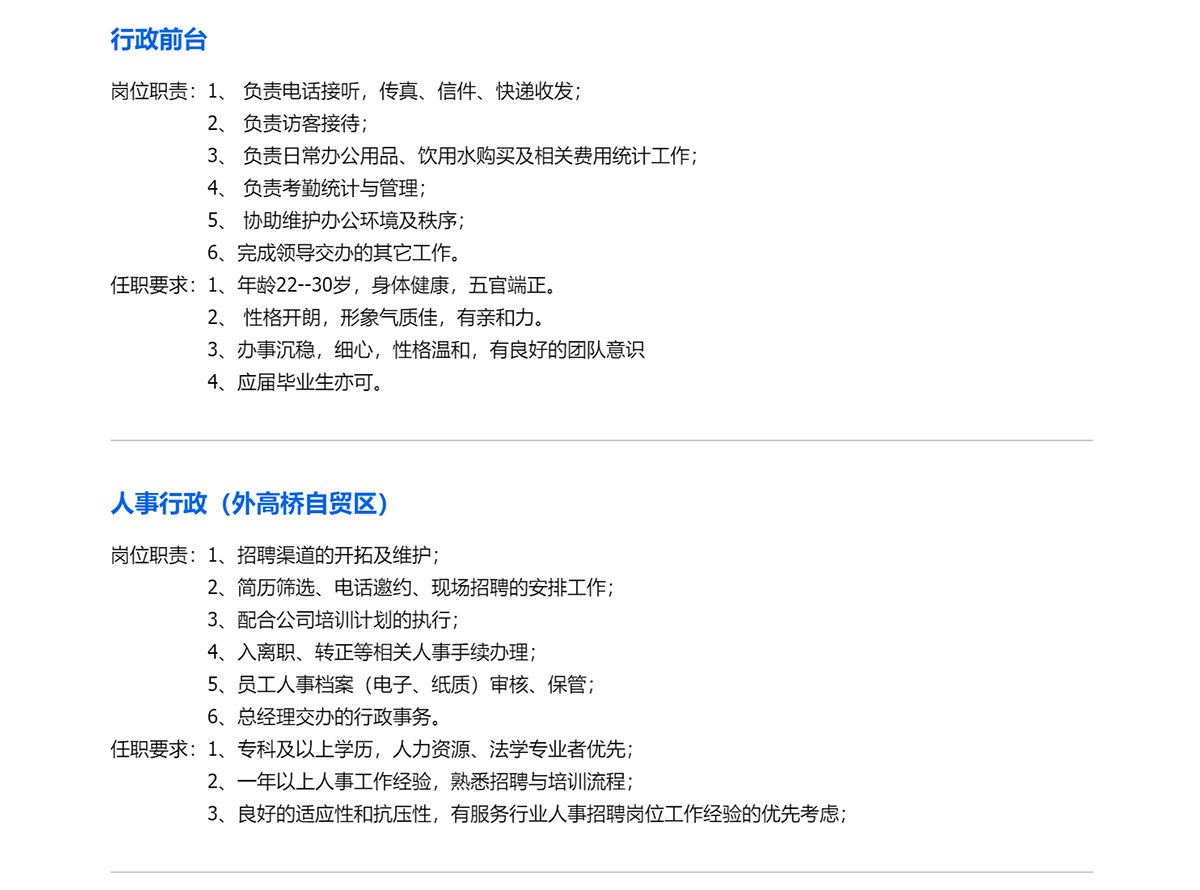 行政前台
岗位职责：1、 负责电话接听，传真、信件、快递收发；
2、 负责访客接待；
3、 负责日常办公用品、饮用水购买及相关费用统计工作；
4、 负责考勤统计与管理；
5、 协助维护办公环境及秩序；
6、完成领导交办的其它工作。
任职要求：1、年龄22--30岁，身体健康，五官端正。
2、 性格开朗，形象气质佳，有亲和力。
3、办事沉稳，细心，性格温和，有良好的团队意识
4、应届毕业生亦可。
人事行政（外高桥自贸区）
岗位职责：1、招聘渠道的开拓及维护；
2、简历筛选、电话邀约、现场招聘的安排工作；
3、配合公司培训计划的执行；
4、入离职、转正等相关人事手续办理；
5、员工人事档案（电子、纸质）审核、保管；
6、总经理交办的行政事务。
任职要求：1、专科及以上学历，人力资源、法学专业者优先；
2、一年以上人事工作经验，熟悉招聘与培训流程；
3、良好的适应性和抗压性，有服务行业人事招聘岗位工作经验的优先考虑；